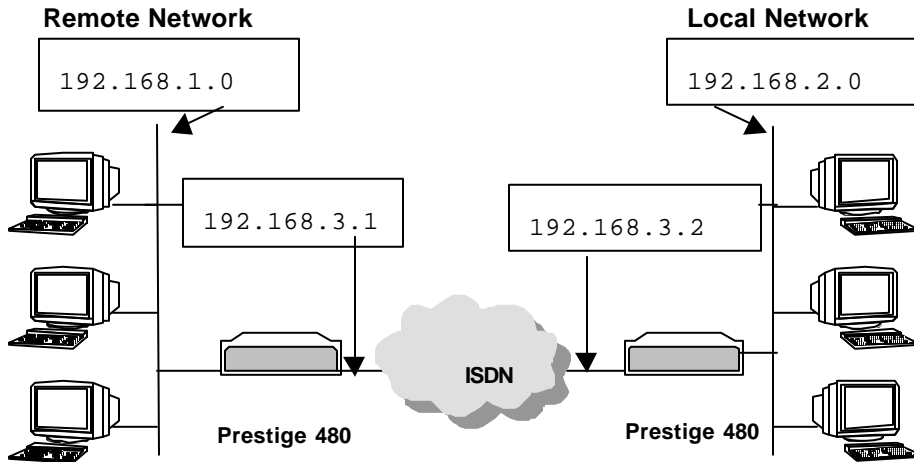 Remote Network
Local Network
192.168.1.0
192.168.2.0
192.168.3.1
192.168.3.2
ISDN
Prestige 480
Prestige 480